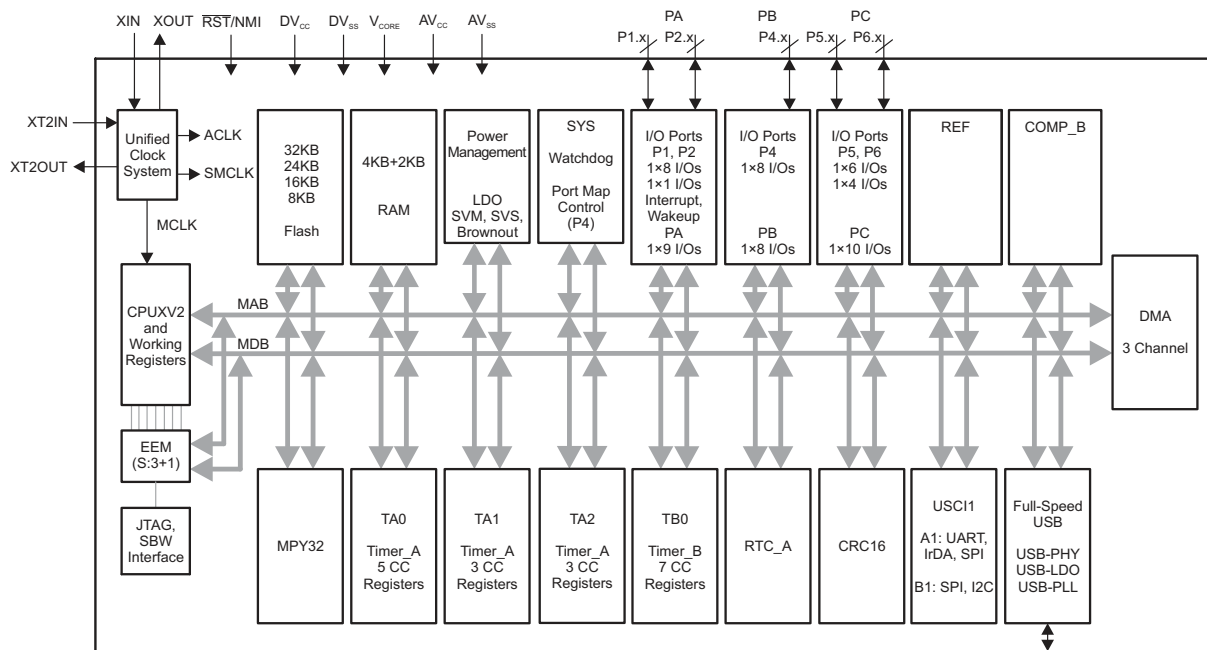 XIN XOUT RST/NMI DVCC DVSS VCORE AVCC AVSS
PA PB PC
P1.x P2.x P4.x P5.x P6.x
XT2IN
XT2OUT
Unified
Clock
System
ACLK
SMCLK
MCLK
32KB
24KB
16KB
8KB
Flash
4KB+2KB
RAM
Power
Management
LDO
SVM, SVS,
Brownout
SYS
Watchdog
Port Map
Control
(P4)
I/O Ports
P1, P2
1×8 I/Os
1×1 I/Os
Interrupt,
Wakeup
PA
1×9 I/Os
I/O Ports
P4
1×8 I/Os
PB
1×8 I/Os
I/O Ports
P5, P6
1×6 I/Os
1×4 I/Os
PC
1×10 I/Os
REF
COMP_B
CPUXV2
and
Working
Registers
MAB
MDB
DMA
3 Channel
EEM
(S:3+1)
JTAG,
SBW
Interface
MPY32
TA0
Timer_A
5 CC
Registers
TA1
Timer_A
3 CC
Registers
TA2
Timer_A
3 CC
Registers
TB0
Timer_B
7 CC
Registers
RTC_A
CRC16
USCI1
A1: UART,
IrDA, SPI
B1: SPI, I2C
Full-Speed
USB
USB-PHY
USB-LDO
USB-PLL